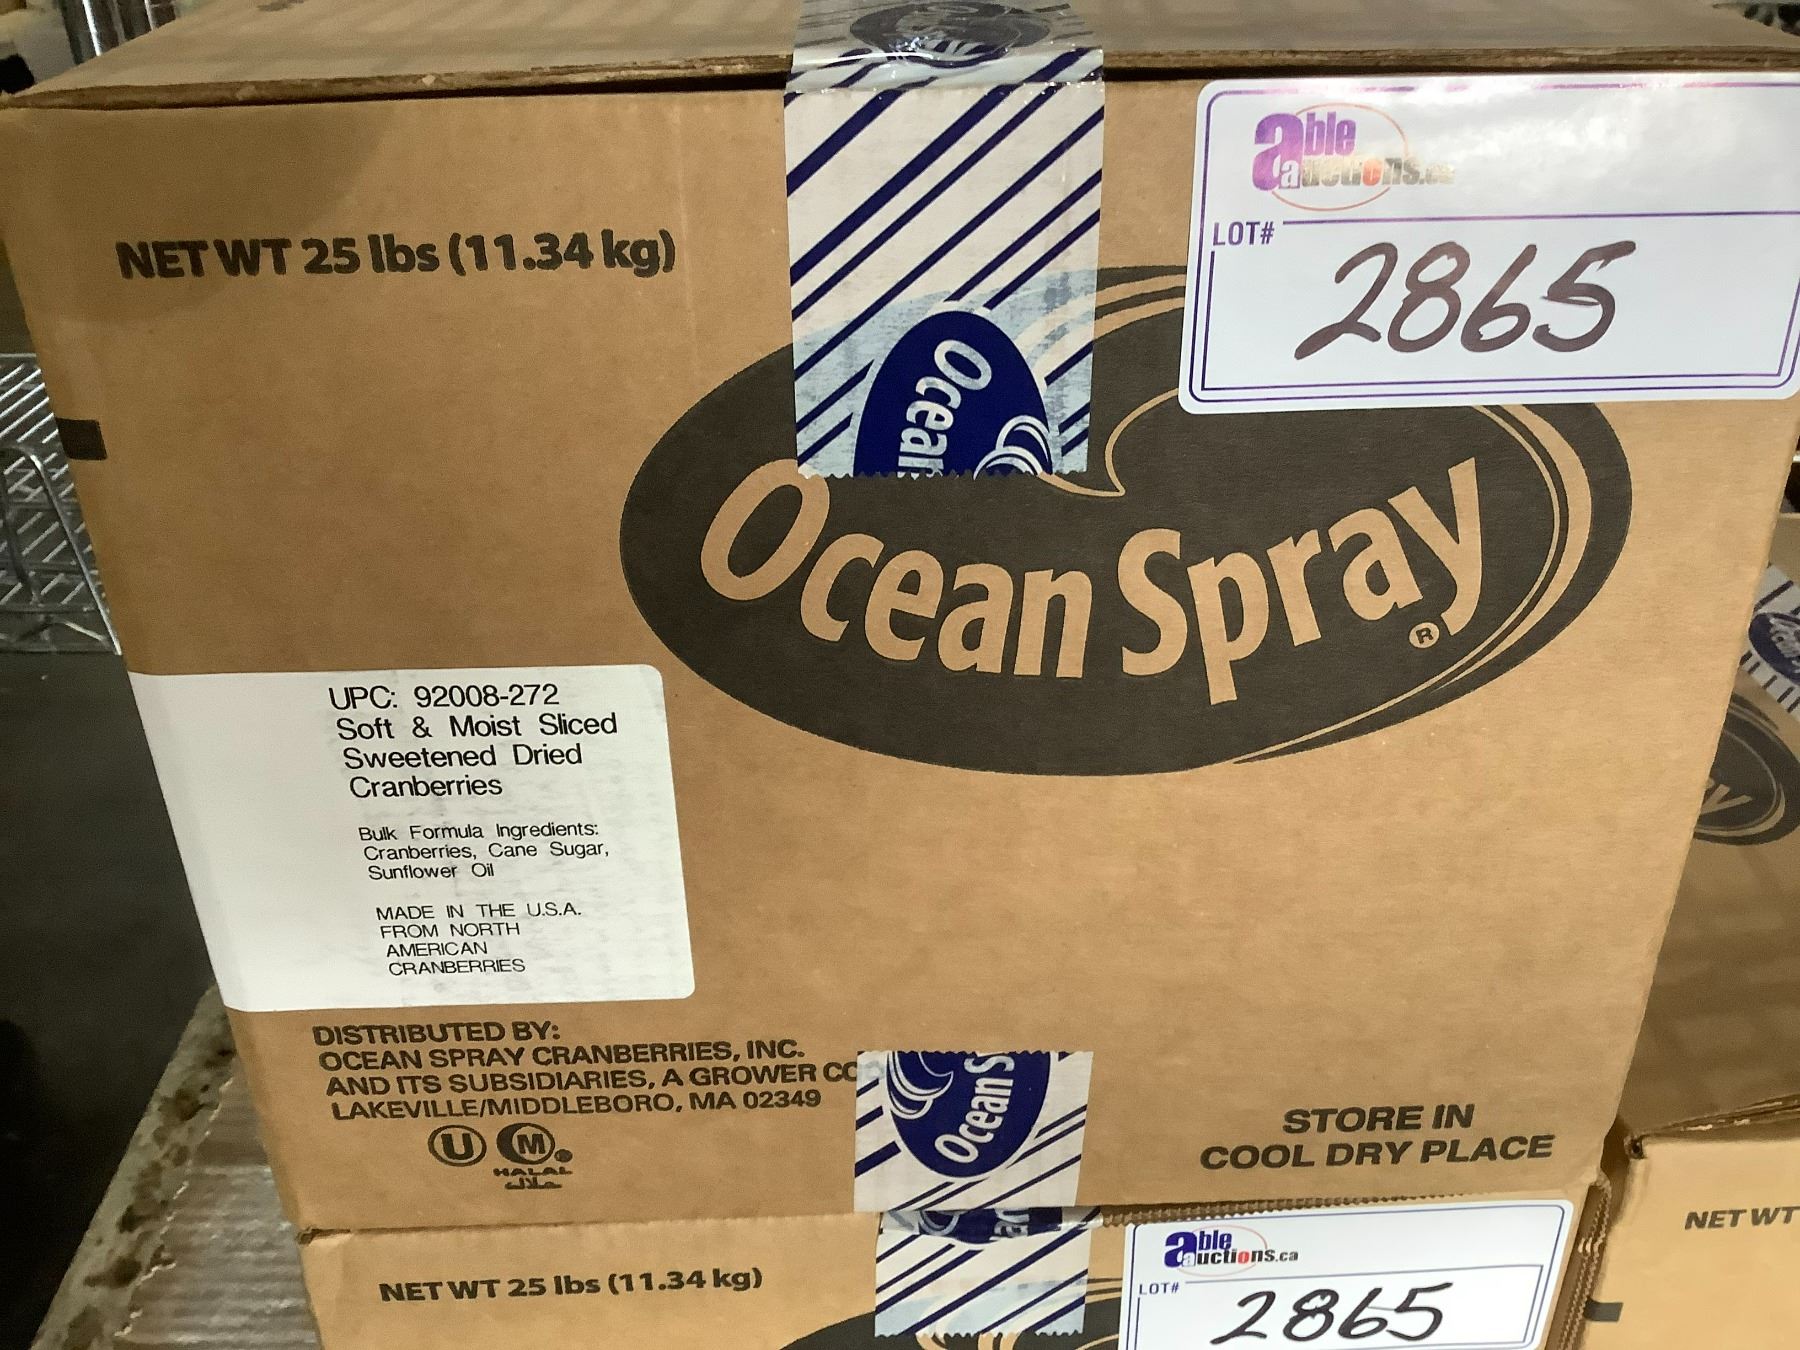 able
auctions.ca
LOT#
2865
NET WT 25 lbs (11.34 kg)
Ocean
Ocean Spray®
UPC: 92008-272
Soft & Moist Sliced
Sweetened Dried
Cranberries
Bulk Formula Ingredients:
Cranberries, Cane Sugar,
Sunflower Oil
MADE IN THE U.S.A.
FROM NORTH
AMERICAN
CRANBERRIES
DISTRIBUTED BY:
OCEAN SPRAY CRANBERRIES, INC.
AND ITS SUBSIDIARIES, A GROWER CO
LAKEVILLE/MIDDLEBORO, MA 02349
U M
HALAL
حلال
Ocean S
STORE IN
COOL DRY PLACE
able
auctions.ca
LOT#
2865
NET WT 25 lbs (11.34 kg)
NET WT